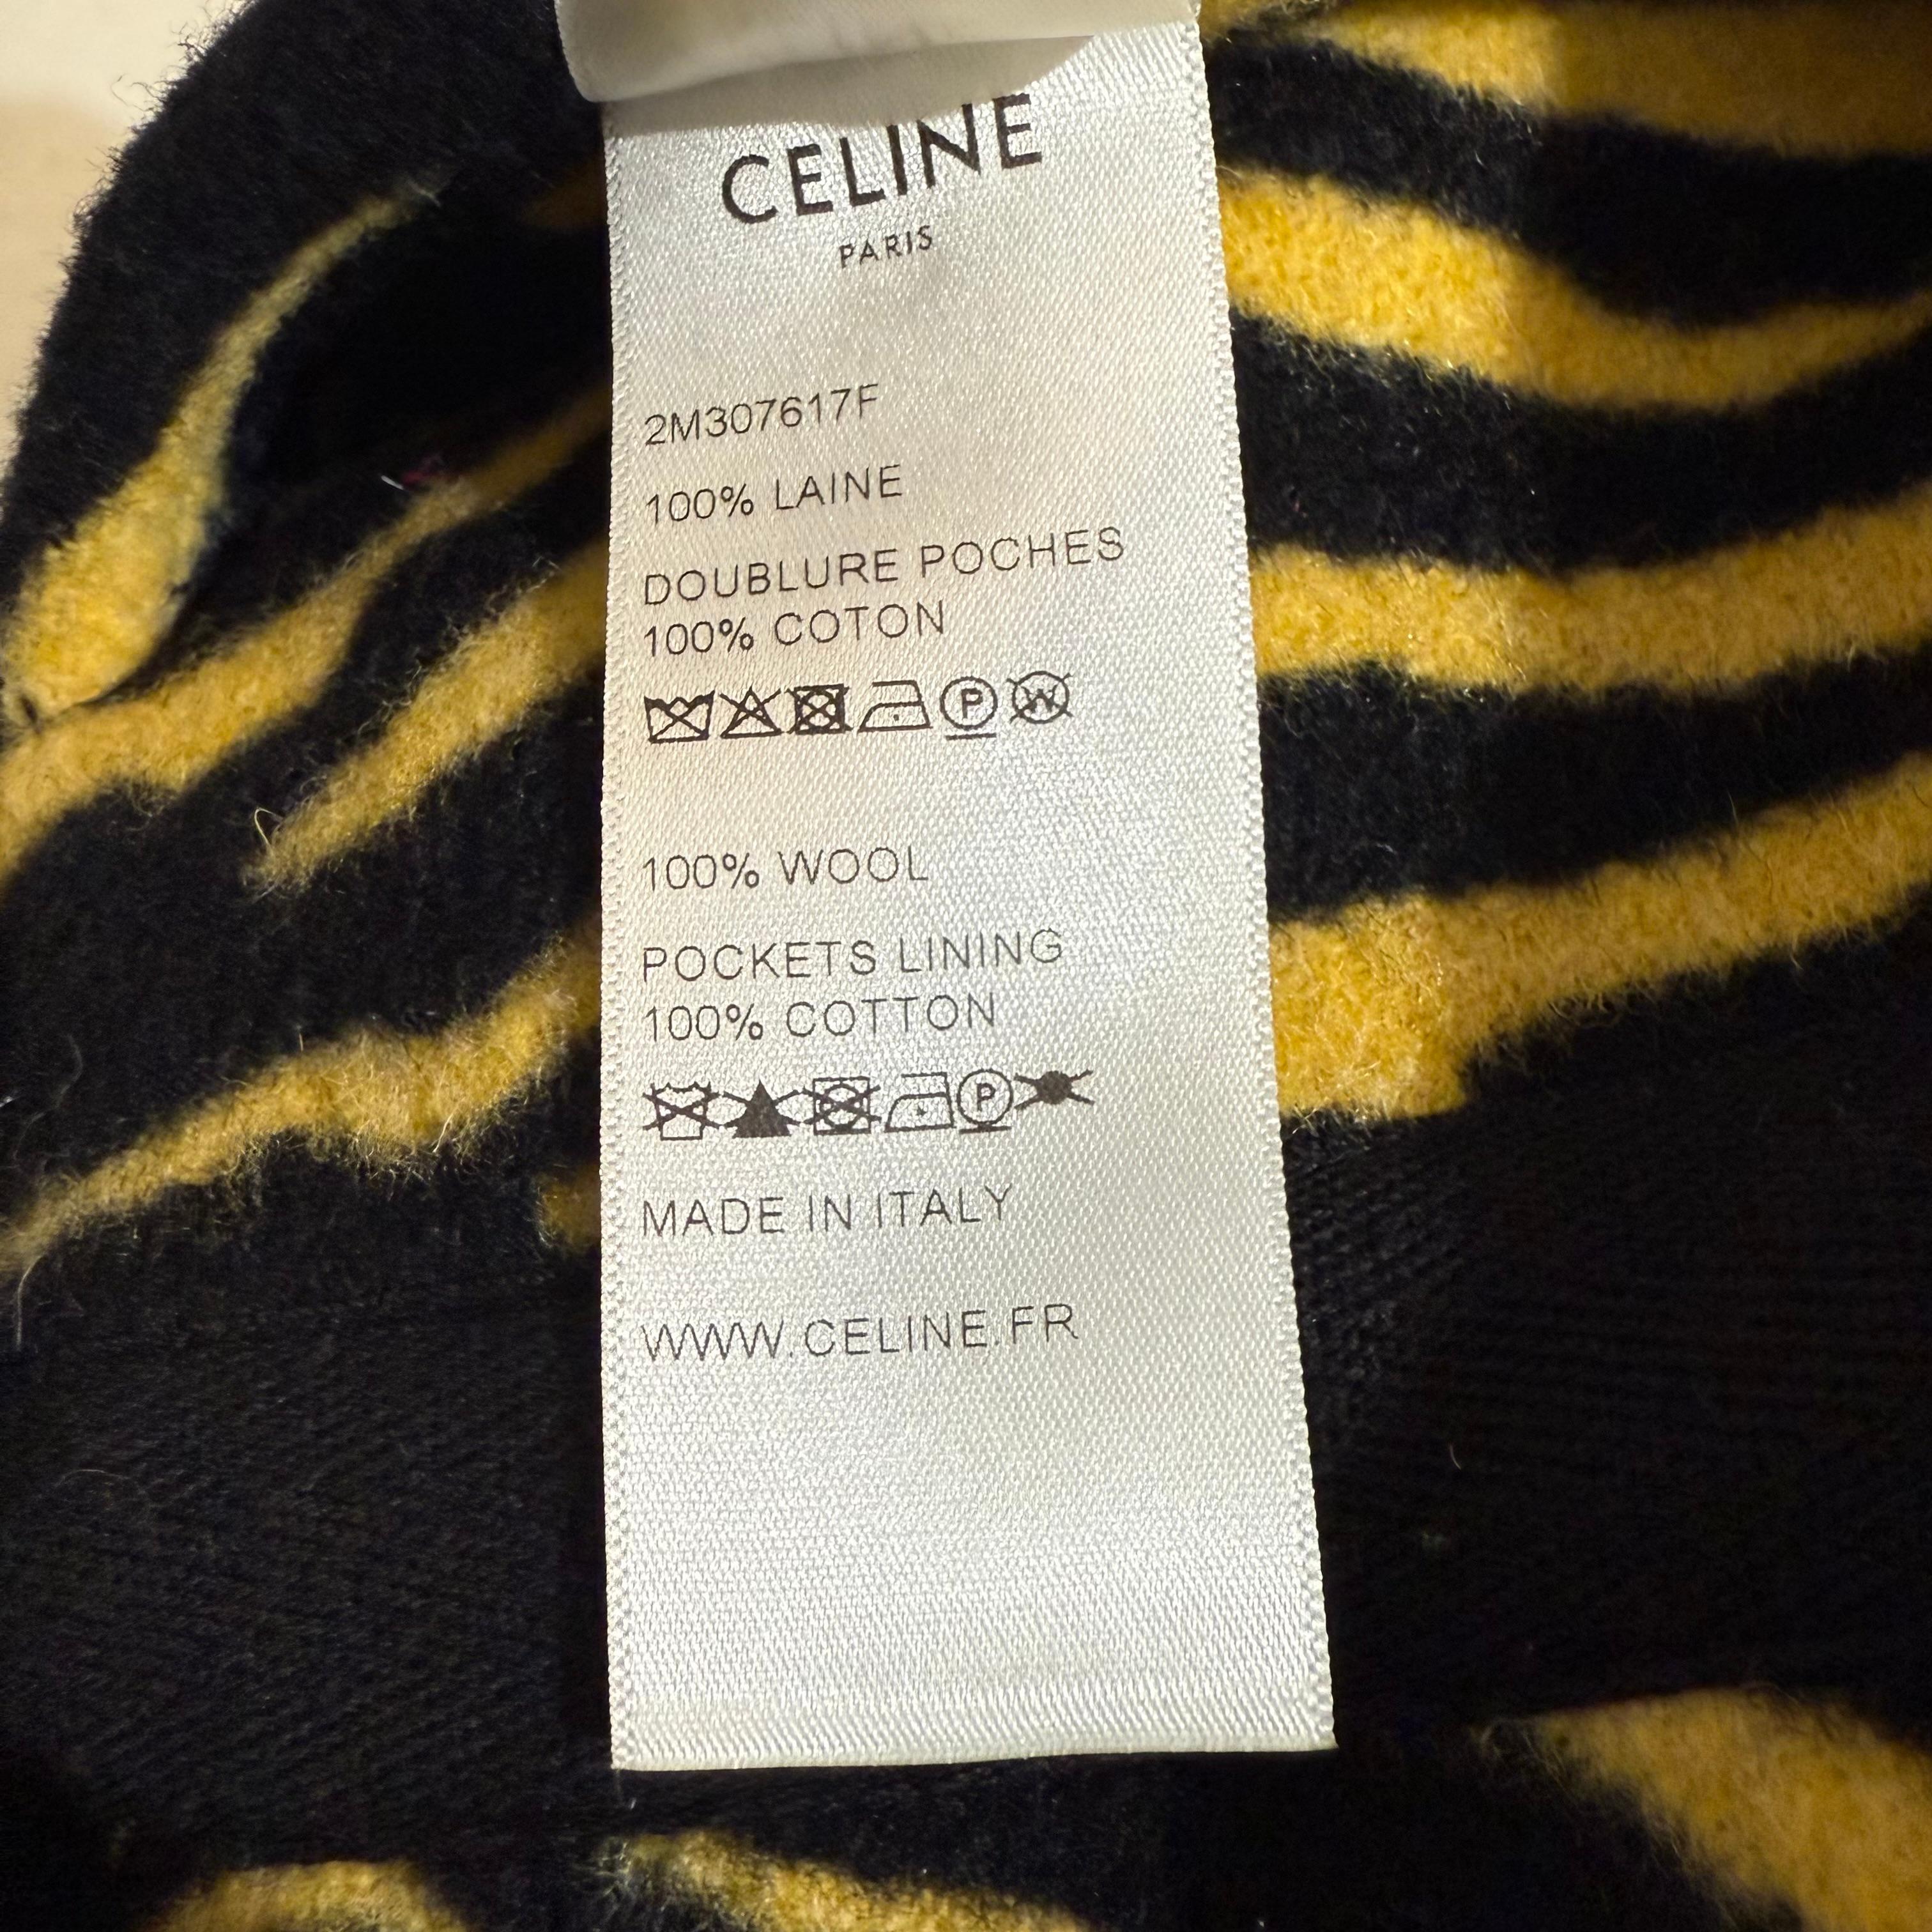 CELINE
PARIS
2M307617F
100% LAINE
DOUBLURE POCHES
100% COTON
P W
100% WOOL
POCKETS LINING
100% COTTON
P
MADE IN ITALY
WWW.CELINE.FR